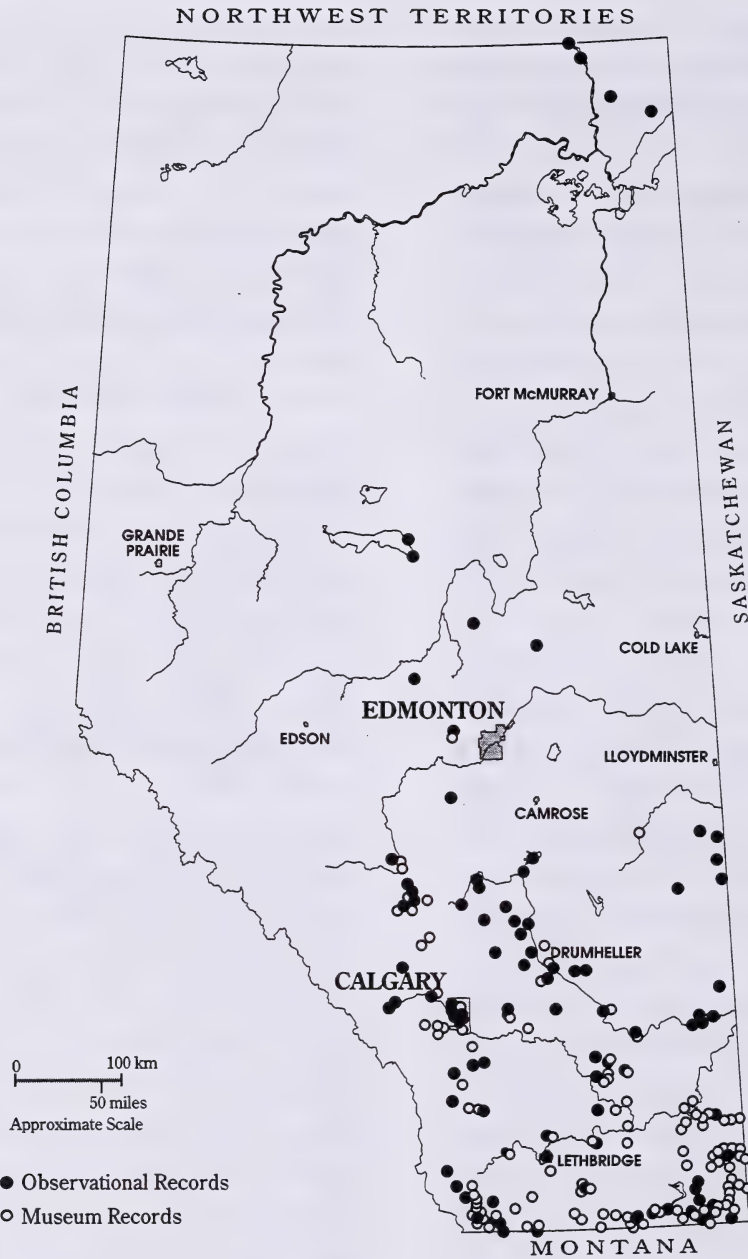 NORTHWEST TERRITORIES
BRITISH COLUMBIA
SASKATCHEWAN
FORT McMURRAY
GRANDE
PRAIRIE
COLD LAKE
EDMONTON
EDSON
LLOYDMINSTER
CAMROSE
DRUMHELLER
CALGARY
0 100 km
50 miles
Approximate Scale
LETHBRIDGE
● Observational Records
○ Museum Records
MONTANA